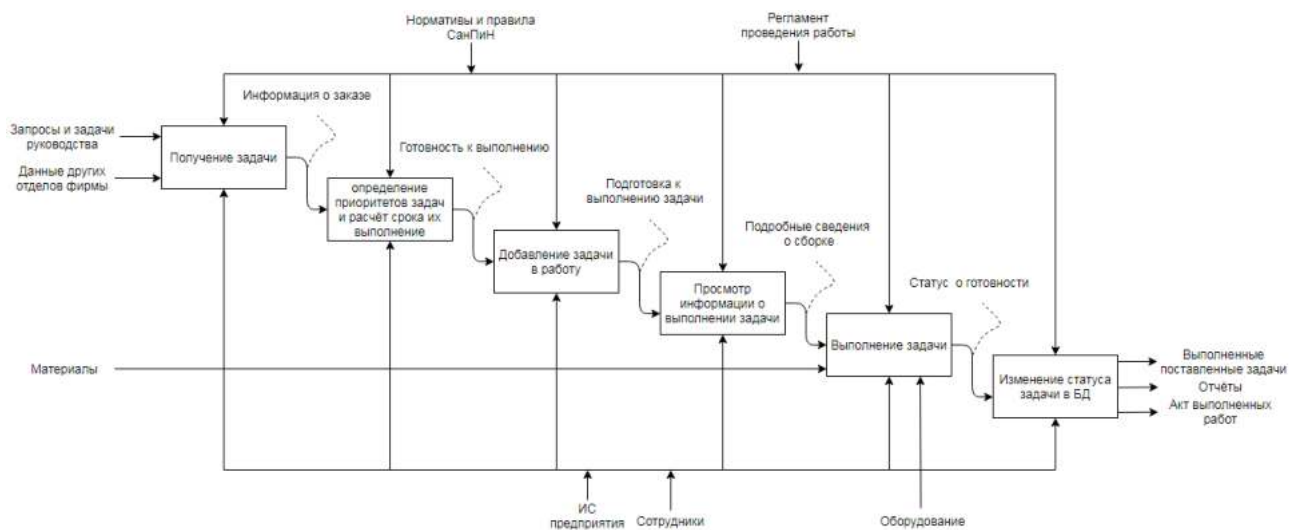 Нормативы и правила
СанПиН
Регламент
проведения работы
Информация о заказе
Запросы и задачи
руководства
Получение задачи
Готовность к выполнению
Данные других
отделов фирмы
определение
приоритетов задач
и расчёт срока их
выполнение
Подготовка к
выполнению задачи
Добавление задачи
в работу
Подробные сведения
о сборке
Просмотр
информации о
выполнении задачи
Статус о готовности
Выполнение задачи
Материалы
Изменение статуса
задачи в БД
Выполненные
поставленные задачи
Отчёты
Акт выполненных
работ
ИС
предприятия
Сотрудники
Оборудование